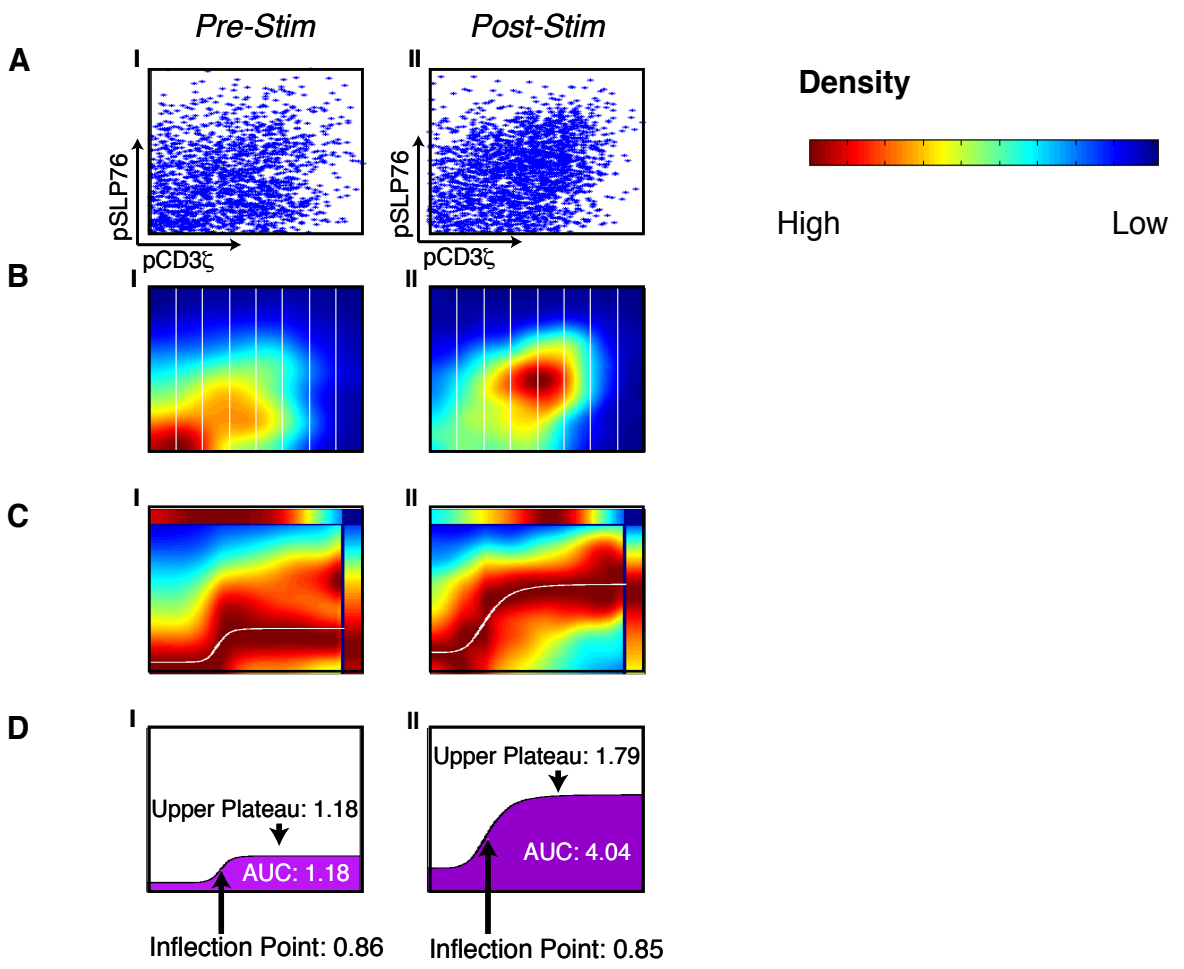 Pre-Stim
Post-Stim
A
I
II
pSLP76
pCD3ζ
pSLP76
pCD3ζ
Density
High
Low
B
I
II
C
I
II
D
I
II
Upper Plateau: 1.18
AUC: 1.18
Inflection Point: 0.86
Upper Plateau: 1.79
AUC: 4.04
Inflection Point: 0.85